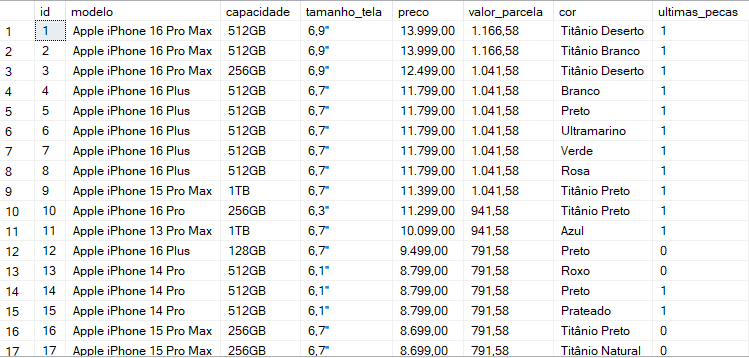 id modelo capacidade tamanho_tela preco valor_parcela cor ultimas_pecas
1 1 Apple iPhone 16 Pro Max 512GB 6,9" 13.999,00 1.166,58 Titânio Deserto 1
2 2 Apple iPhone 16 Pro Max 512GB 6,9" 13.999,00 1.166,58 Titânio Branco 1
3 3 Apple iPhone 16 Pro Max 256GB 6,9" 12.499,00 1.041,58 Titânio Deserto 1
4 4 Apple iPhone 16 Plus 512GB 6,7" 11.799,00 1.041,58 Branco 1
5 5 Apple iPhone 16 Plus 512GB 6,7" 11.799,00 1.041,58 Preto 1
6 6 Apple iPhone 16 Plus 512GB 6,7" 11.799,00 1.041,58 Ultramarino 1
7 7 Apple iPhone 16 Plus 512GB 6,7" 11.799,00 1.041,58 Verde 1
8 8 Apple iPhone 16 Plus 512GB 6,7" 11.799,00 1.041,58 Rosa 1
9 9 Apple iPhone 15 Pro Max 1TB 6,7" 11.399,00 1.041,58 Titânio Preto 1
10 10 Apple iPhone 16 Pro 256GB 6,3" 11.299,00 941,58 Titânio Preto 1
11 11 Apple iPhone 13 Pro Max 1TB 6,7" 10.099,00 941,58 Azul 1
12 12 Apple iPhone 16 Plus 128GB 6,7" 9.499,00 791,58 Preto 0
13 13 Apple iPhone 14 Pro 512GB 6,1" 8.799,00 791,58 Roxo 0
14 14 Apple iPhone 14 Pro 512GB 6,1" 8.799,00 791,58 Preto 1
15 15 Apple iPhone 14 Pro 512GB 6,1" 8.799,00 791,58 Prateado 1
16 16 Apple iPhone 15 Pro Max 256GB 6,7" 8.699,00 791,58 Titânio Preto 0
17 17 Apple iPhone 15 Pro Max 256GB 6,7" 8.699,00 791,58 Titânio Natural 0